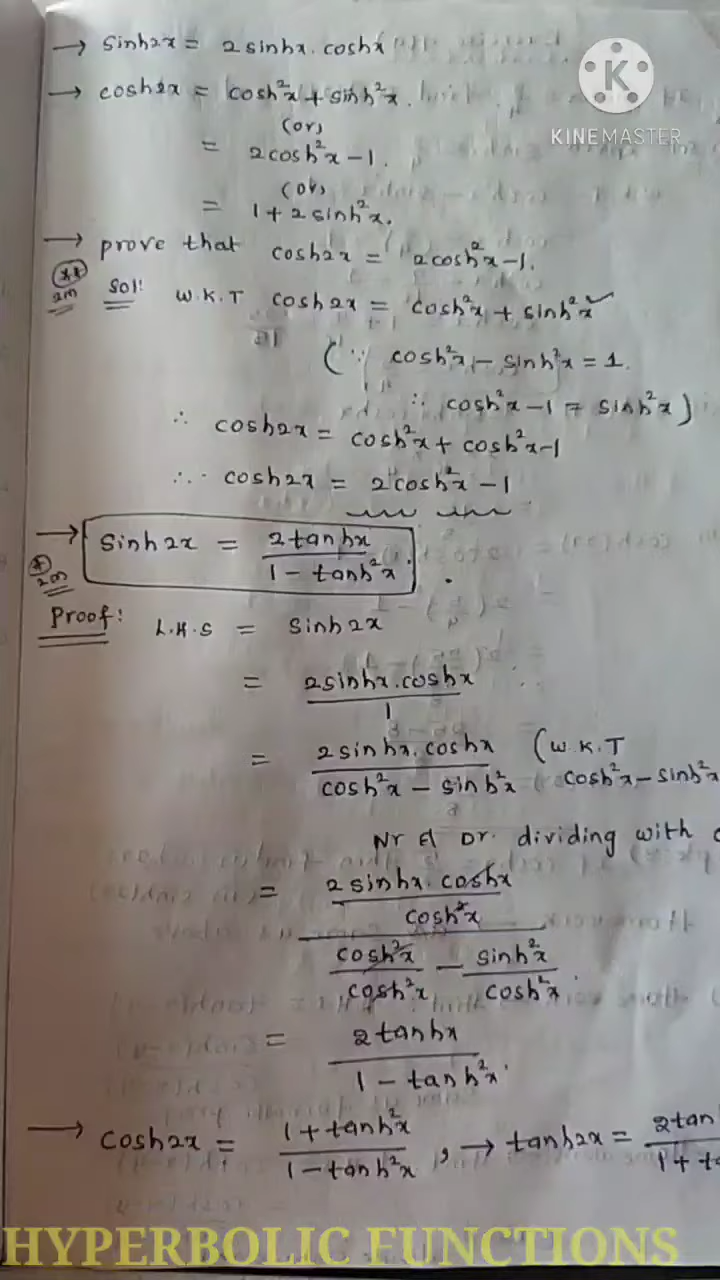 → sinh2x = 2sinhx.coshx
K
KINEMASTER
→ cosh2x = cosh²x + sinh²x.
(or)
= 2cosh²x - 1.
(or)
= 1 + 2sinh²x.
→ prove that cosh2x = 2cosh²x - 1.
** 2m Sol: W.K.T cosh2x = cosh²x + sinh²x ✓
(∵ cosh²x - sinh²x = 1.
∴ cosh²x - 1 = sinh²x)
∴ cosh2x = cosh²x + cosh²x - 1
∴ cosh2x = 2cosh²x - 1
→ sinh2x = 2tanhx / 1 - tanh²x.
* 2m
Proof: L.H.S = sinh2x
= 2sinhx.coshx / 1
= 2sinhx.coshx / cosh²x - sinh²x (W.K.T
cosh²x - sinh²x
Nr & Dr. dividing with
= 2sinhx.coshx / cosh²x / cosh²x / cosh²x - sinh²x / cosh²x.
= 2tanhx / 1 - tanh²x.
→ cosh2x = 1 + tanh²x / 1 - tanh²x , → tanh2x = 2tan / 1 + ta
HYPERBOLIC FUNCTIONS